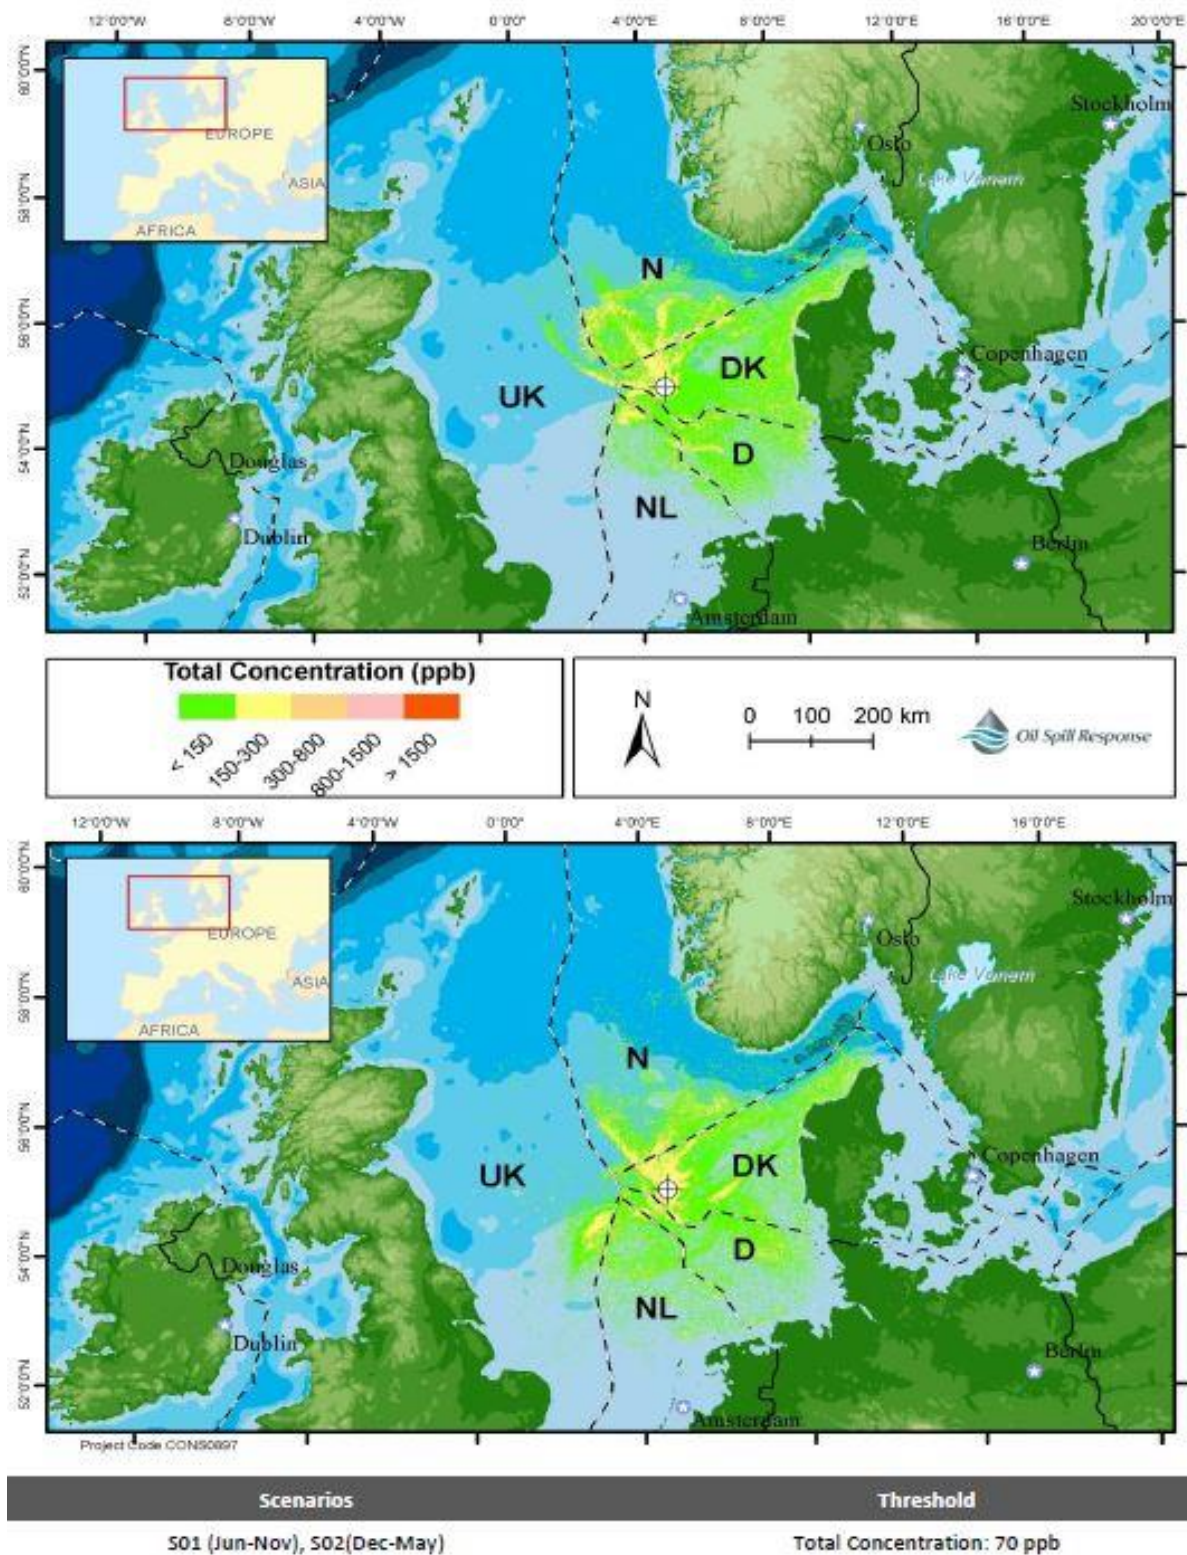 12°0'0"W 8°0'0"W 4°0'0"W 0°0'0" 4°0'0"E 8°0'0"E 12°0'0"E 16°0'0"E 20°0'0"E
60°0'0"N
EUROPE
ASIA
AFRICA
Stockholm
Oslo
Lake Vanern
58°0'0"N
N
56°0'0"N
Copenhagen
DK
UK
54°0'0"N
Douglas
D
NL
Dublin
Berlin
52°0'0"N
Amsterdam
Total Concentration (ppb)
< 150
150-300
300-800
800-1500
> 1500
N
0 100 200 km
Oil Spill Response
12°0'0"W 8°0'0"W 4°0'0"W 0°0'0" 4°0'0"E 8°0'0"E 12°0'0"E 16°0'0"E
60°0'0"N
EUROPE
ASIA
AFRICA
Stockholm
Oslo
Lake Vanern
58°0'0"N
N
56°0'0"N
Copenhagen
DK
UK
54°0'0"N
Douglas
D
NL
Dublin
Berlin
52°0'0"N
Amsterdam
Project Code CONS0897
Scenarios Threshold
S01 (Jun-Nov), S02(Dec-May) Total Concentration: 70 ppb